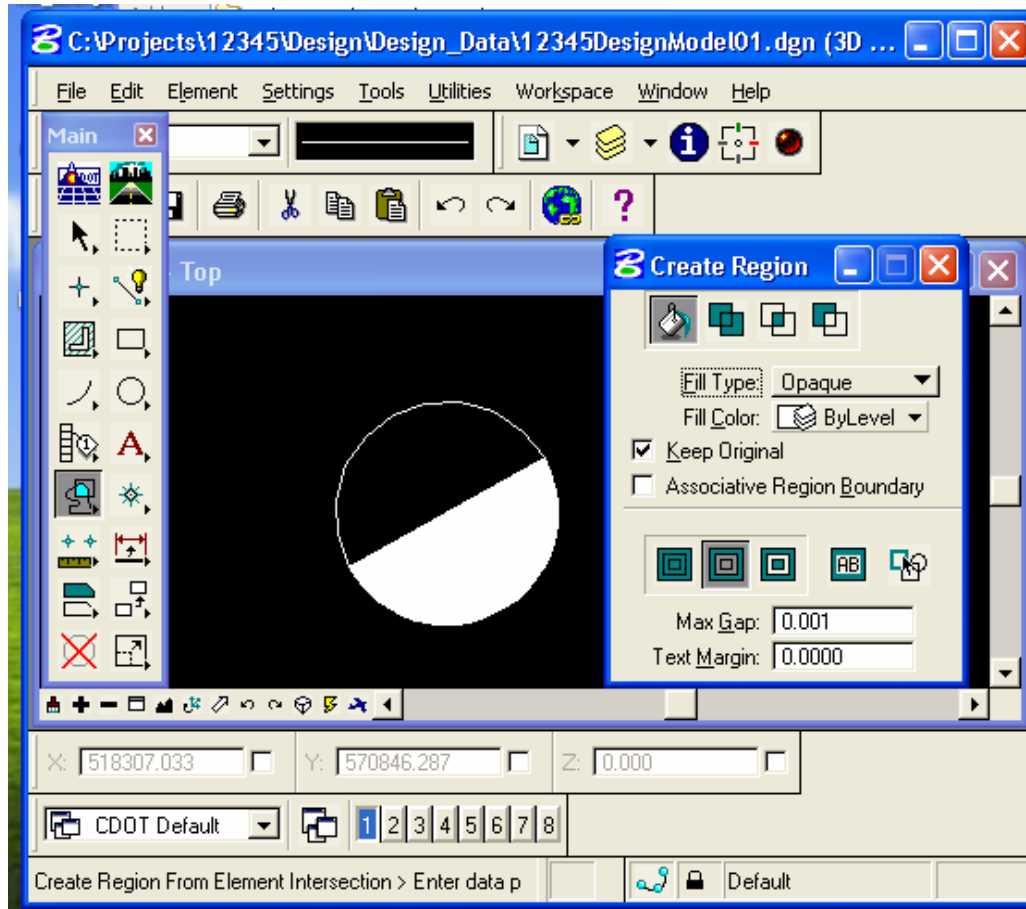 C:\Projects\12345\Design\Design_Data\12345DesignModel01.dgn (3D ...
File Edit Element Settings Tools Utilities Workspace Window Help
Main
Top
Create Region
Fill Type: Opaque
Fill Color: ByLevel
Keep Original
Associative Region Boundary
AB
Max Gap: 0.001
Text Margin: 0.0000
X: 518307.033 Y: 570846.287 Z: 0.000
CDOT Default 1 2 3 4 5 6 7 8
Create Region From Element Intersection > Enter data p Default